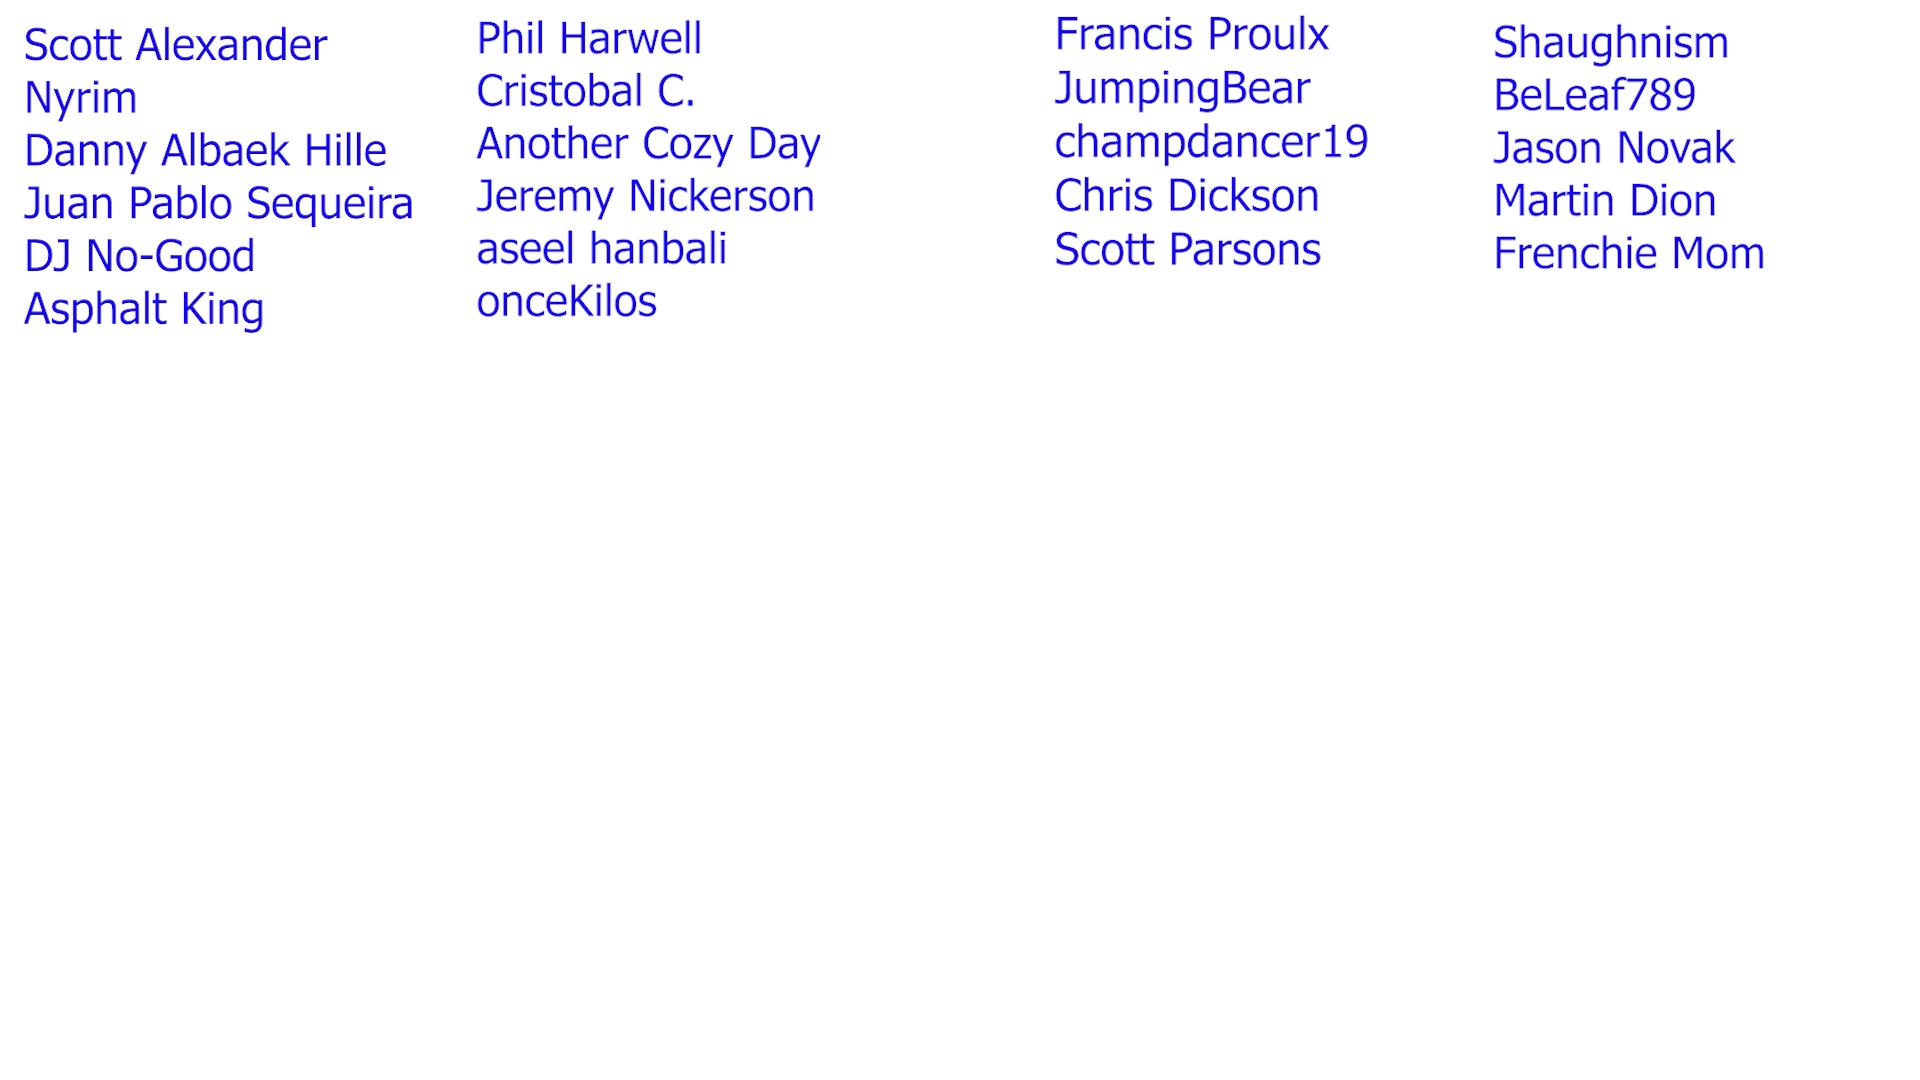 Scott Alexander
Nyrim
Danny Albaek Hille
Juan Pablo Sequeira
DJ No-Good
Asphalt King
Phil Harwell
Cristobal C.
Another Cozy Day
Jeremy Nickerson
aseel hanbali
onceKilos
Francis Proulx
JumpingBear
champdancer19
Chris Dickson
Scott Parsons
Shaughnism
BeLeaf789
Jason Novak
Martin Dion
Frenchie Mom